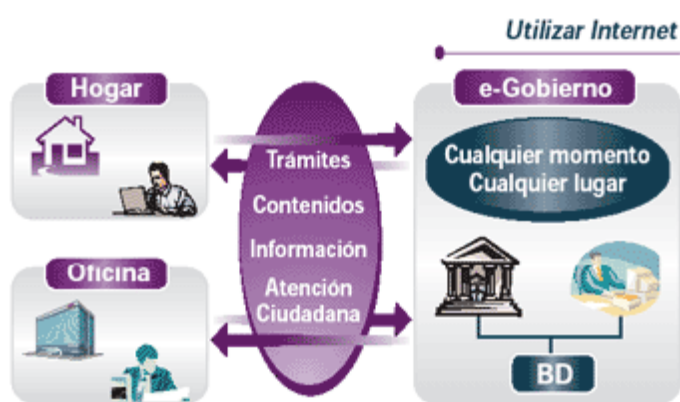 Utilizar Internet
Hogar
e-Gobierno
Trámites
Contenidos
Información
Atención
Ciudadana
Cualquier momento
Cualquier lugar
Oficina
BD